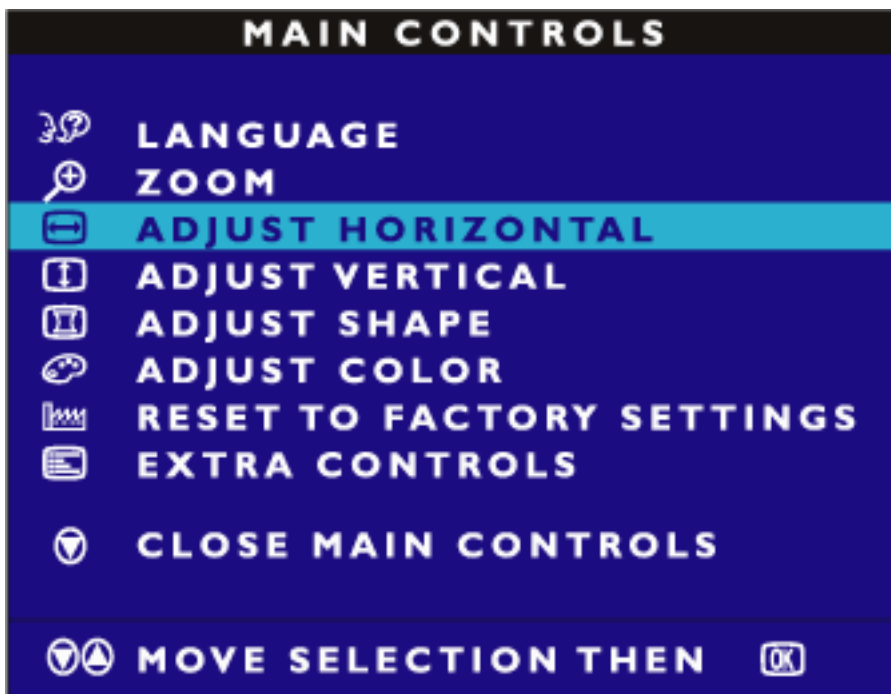 MAIN CONTROLS
LANGUAGE
ZOOM
ADJUST HORIZONTAL
ADJUST VERTICAL
ADJUST SHAPE
ADJUST COLOR
RESET TO FACTORY SETTINGS
EXTRA CONTROLS
CLOSE MAIN CONTROLS
MOVE SELECTION THEN OK